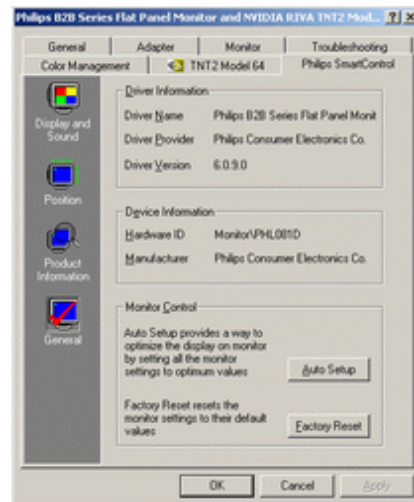 Philips B2B Series Flat Panel Monitor and NVIDIA RIVA TNT2 Mod... ? X
General Adapter Monitor Troubleshooting
Color Management TNT2 Model 64 Philips SmartControl
Display and
Sound
Position
Product
Information
General
Driver Information
Driver Name Philips B2B Series Flat Panel Monit
Driver Provider Philips Consumer Electronics Co.
Driver Version 6.0.9.0
Device Information
Hardware ID Monitor\PHL081D
Manufacturer Philips Consumer Electronics Co.
Monitor Control
Auto Setup provides a way to
optimize the display on monitor
by setting all the monitor
settings to optimum values
Auto Setup
Factory Reset resets the
monitor settings to their default
values
Factory Reset
OK Cancel Apply